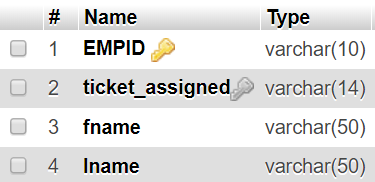 # Name Type
1 EMPID varchar(10)
2 ticket_assigned varchar(14)
3 fname varchar(50)
4 lname varchar(50)